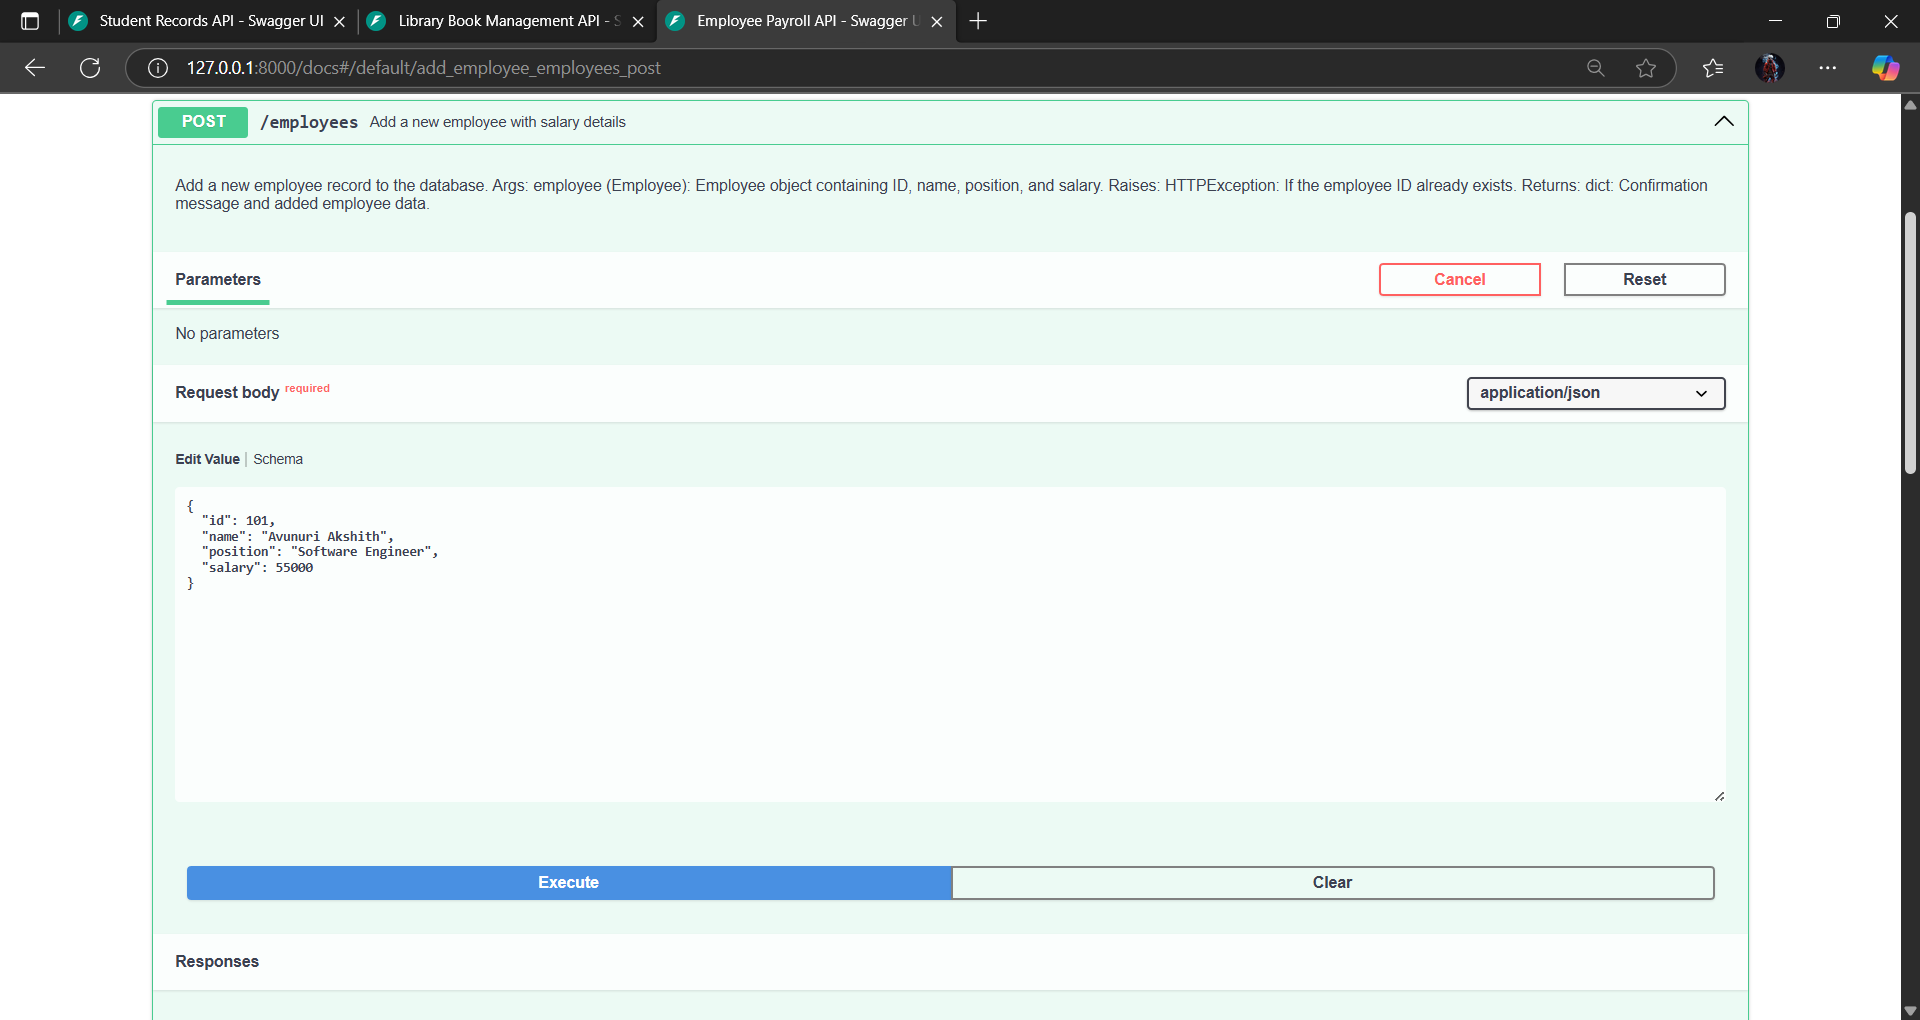 Student Records API - Swagger UI
Library Book Management API - S
Employee Payroll API - Swagger U
127.0.0.1:8000/docs#/default/add_employee_employees_post
POST /employees Add a new employee with salary details
Add a new employee record to the database. Args: employee (Employee): Employee object containing ID, name, position, and salary. Raises: HTTPException: If the employee ID already exists. Returns: dict: Confirmation
message and added employee data.
Parameters
Cancel
Reset
No parameters
Request body required
application/json
Edit Value | Schema
{
  "id": 101,
  "name": "Avunuri Akshith",
  "position": "Software Engineer",
  "salary": 55000
}
Execute
Clear
Responses